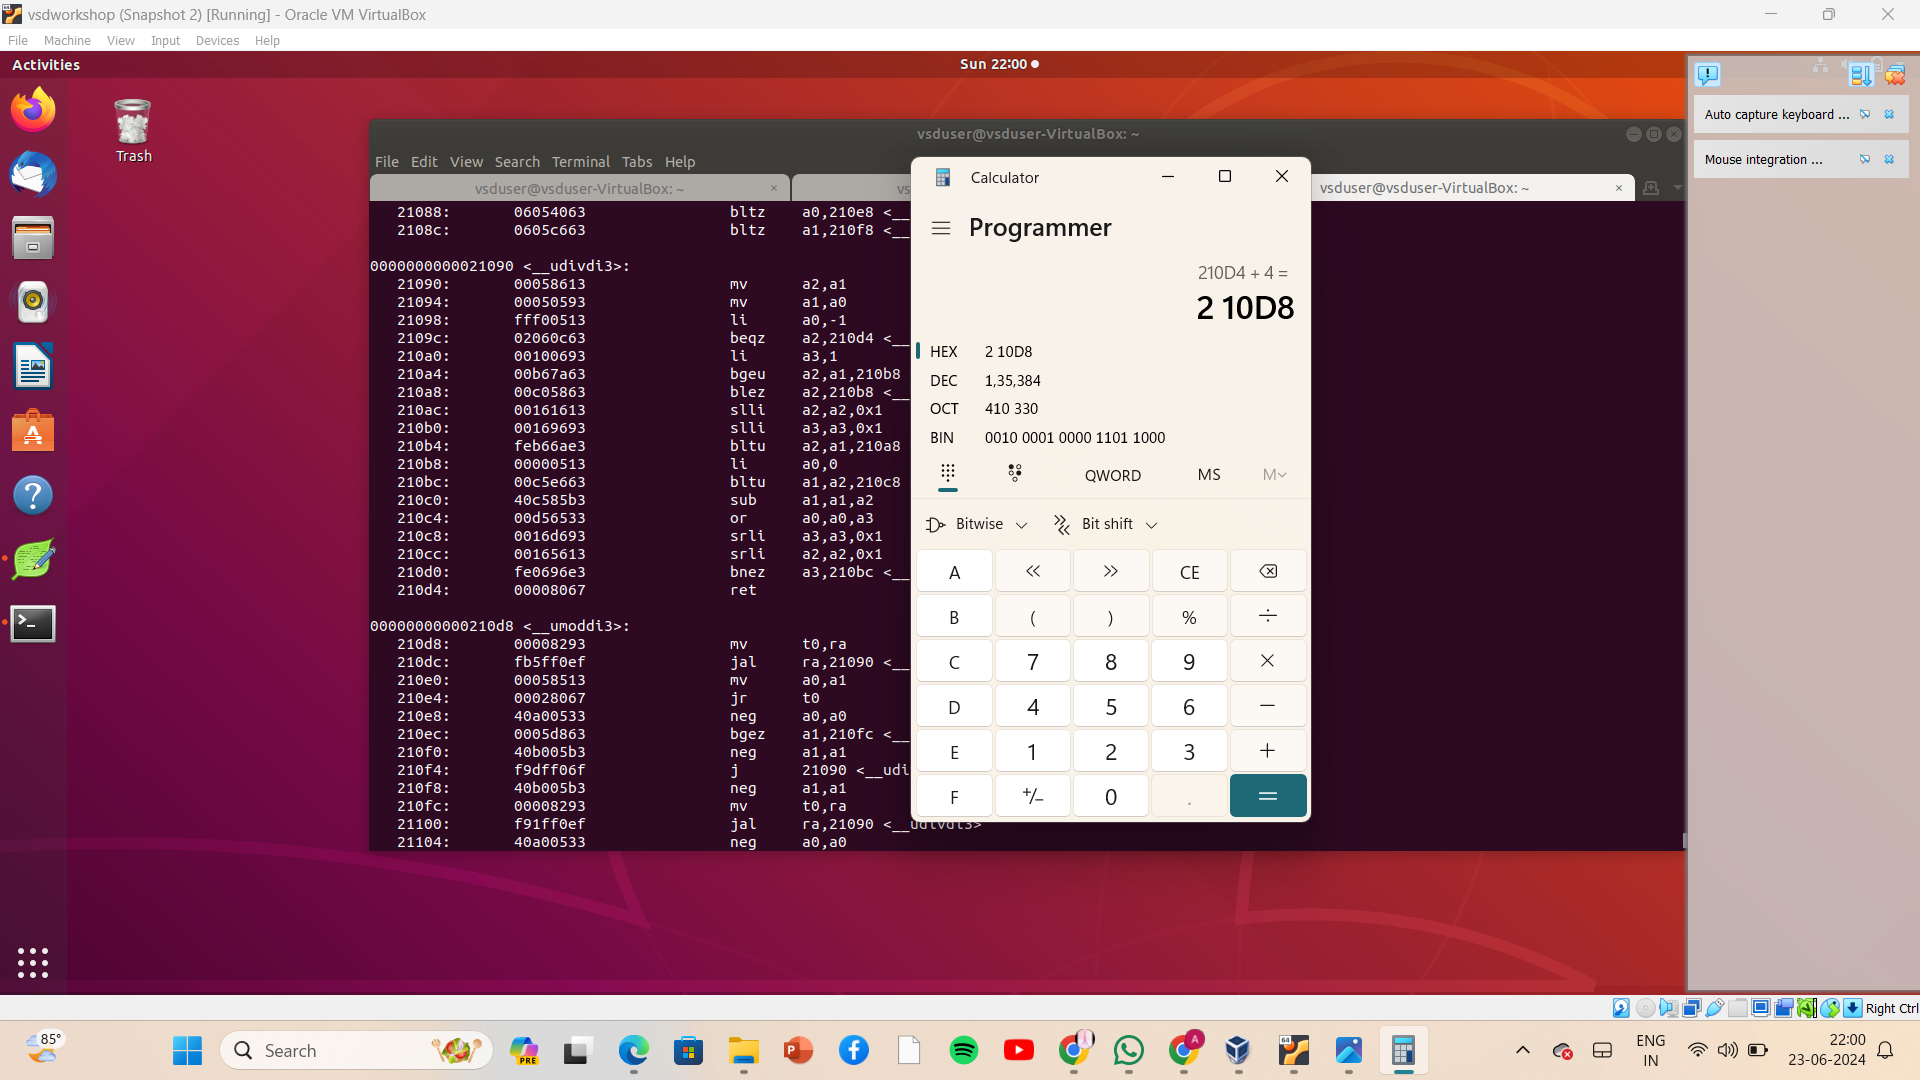 vsdworkshop (Snapshot 2) [Running] - Oracle VM VirtualBox
File Machine View Input Devices Help
Activities
Sun 22:00
Trash
Auto capture keyboard ...
Mouse integration ...
vsduser@vsduser-VirtualBox: ~
File Edit View Search Terminal Tabs Help
vsduser@vsduser-VirtualBox: ~ × vs vsduser@vsduser-VirtualBox: ~ ×
21088: 06054063 bltz a0,210e8 <__
2108c: 0605c663 bltz a1,210f8 <__
0000000000021090 <__udivdi3>:
21090: 00058613 mv a2,a1
21094: 00050593 mv a1,a0
21098: fff00513 li a0,-1
2109c: 02060c63 beqz a2,210d4 <__
210a0: 00100693 li a3,1
210a4: 00b67a63 bgeu a2,a1,210b8
210a8: 00c05863 blez a2,210b8 <__
210ac: 00161613 slli a2,a2,0x1
210b0: 00169693 slli a3,a3,0x1
210b4: feb66ae3 bltu a2,a1,210a8
210b8: 00000513 li a0,0
210bc: 00c5e663 bltu a1,a2,210c8
210c0: 40c585b3 sub a1,a1,a2
210c4: 00d56533 or a0,a0,a3
210c8: 0016d693 srli a3,a3,0x1
210cc: 00165613 srli a2,a2,0x1
210d0: fe0696e3 bnez a3,210bc <__
210d4: 00008067 ret
00000000000210d8 <__umoddi3>:
210d8: 00008293 mv t0,ra
210dc: fb5ff0ef jal ra,21090 <__
210e0: 00058513 mv a0,a1
210e4: 00028067 jr t0
210e8: 40a00533 neg a0,a0
210ec: 0005d863 bgez a1,210fc <__
210f0: 40b005b3 neg a1,a1
210f4: f9dff06f j 21090 <__udi
210f8: 40b005b3 neg a1,a1
210fc: 00008293 mv t0,ra
21100: f91ff0ef jal ra,21090 <__udivdi3>
21104: 40a00533 neg a0,a0
Calculator
Programmer
210D4 + 4 =
2 10D8
HEX 2 10D8
DEC 1,35,384
OCT 410 330
BIN 0010 0001 0000 1101 1000
QWORD MS M
Bitwise Bit shift
A « » CE
B ( ) % ÷
C 7 8 9 ×
D 4 5 6 −
E 1 2 3 +
F +/− 0 . =
Right Ctrl
85°
Search
PRE
A
64
ENG
IN
22:00
23-06-2024